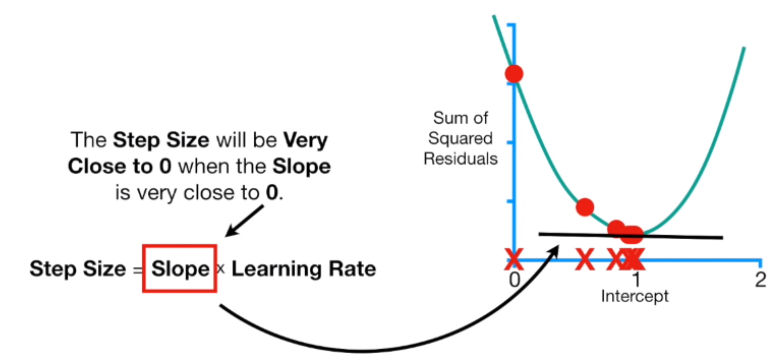 The Step Size will be Very
Close to 0 when the Slope
is very close to 0.
Step Size = Slope × Learning Rate
Sum of
Squared
Residuals
0 1 2
Intercept